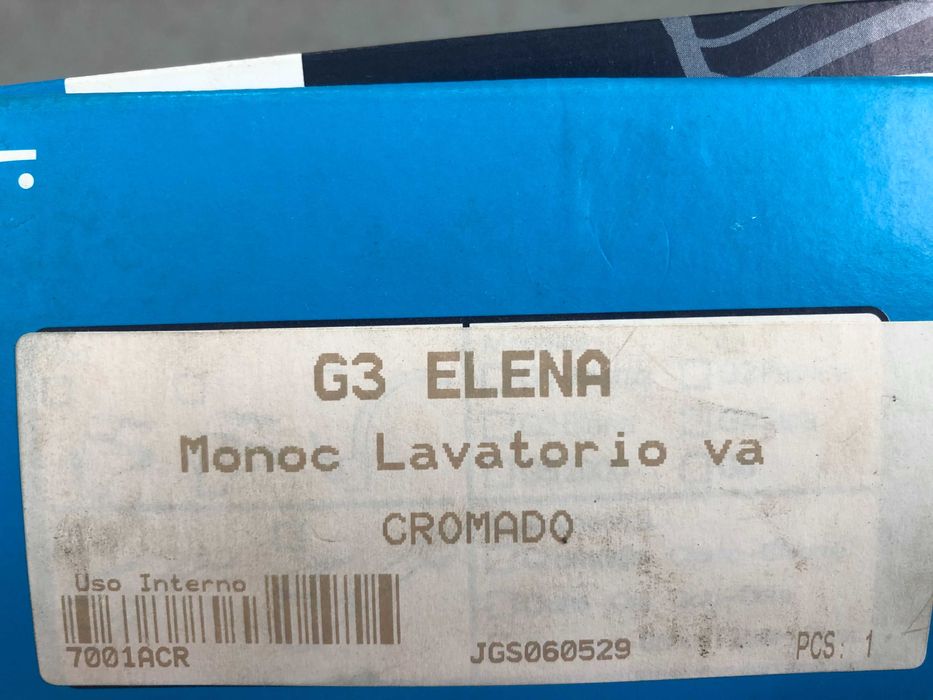 G3 ELENA
Monoc Lavatorio va
CROMADO
Uso Interno
7001ACR JGS060529 PCS: 1